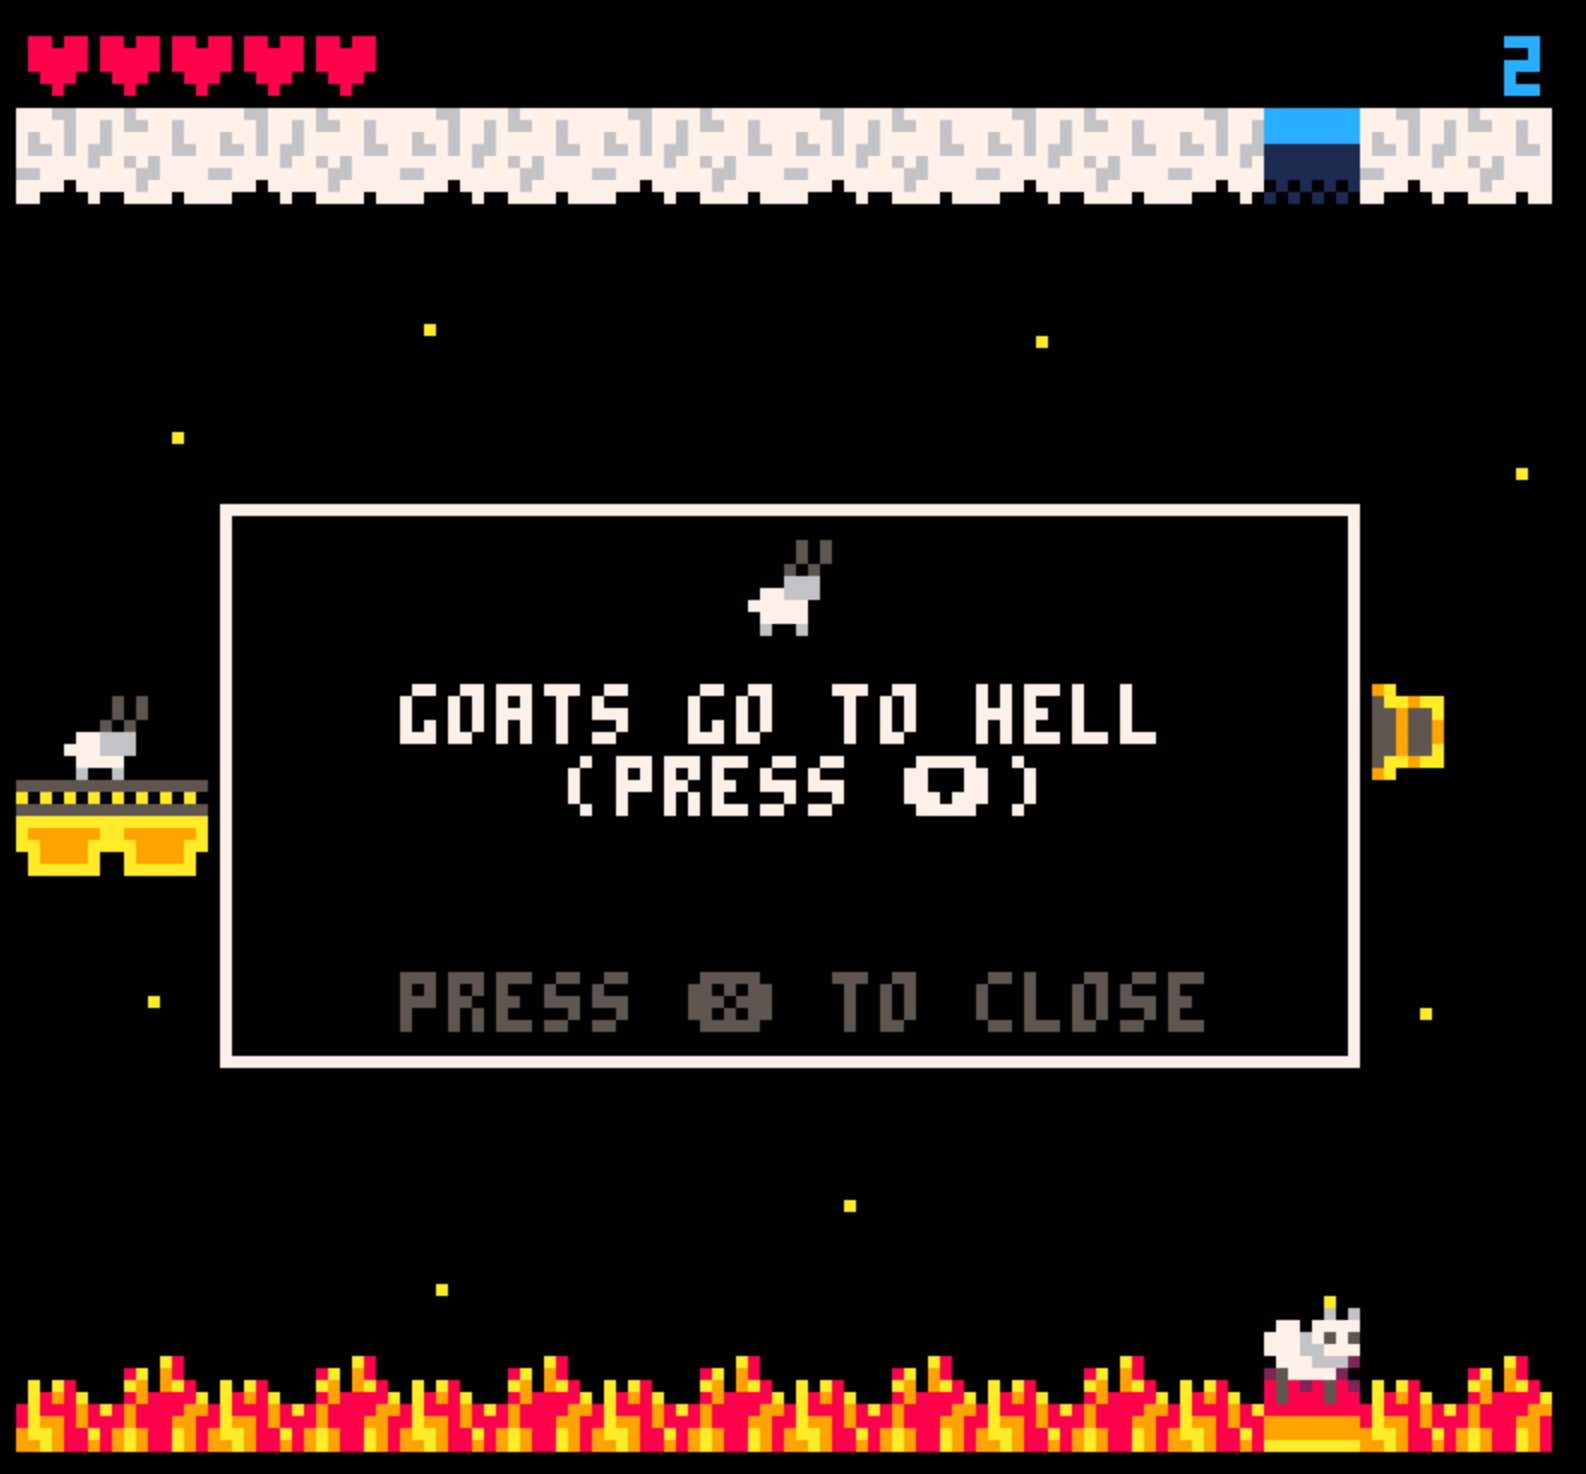 2
GOATS GO TO HELL
(PRESS 🅾️)
PRESS ❎ TO CLOSE